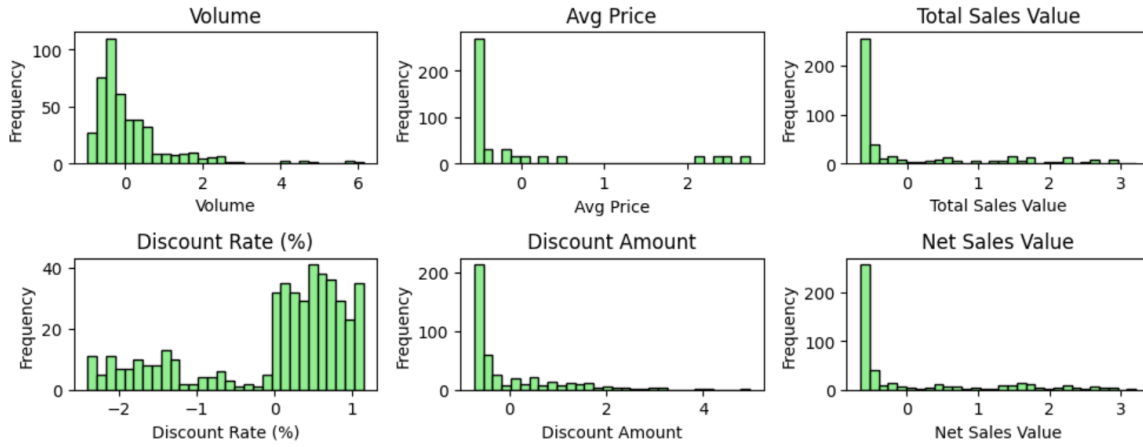 Volume
Frequency
100
50
0
0 2 4 6
Volume
Avg Price
Frequency
200
100
0
0 1 2
Avg Price
Total Sales Value
Frequency
200
100
0
0 1 2 3
Total Sales Value
Discount Rate (%)
Frequency
40
20
0
−2 −1 0 1
Discount Rate (%)
Discount Amount
Frequency
200
100
0
0 2 4
Discount Amount
Net Sales Value
Frequency
200
100
0
0 1 2 3
Net Sales Value